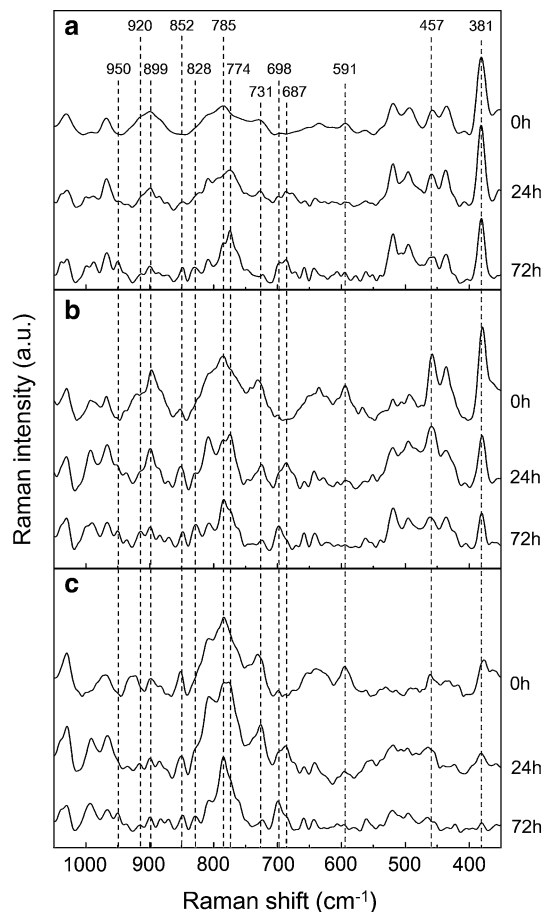 a
920 852 785 457 381
950 899 828 774 698 591
731 687
0h
24h
72h
b
0h
24h
72h
c
0h
24h
72h
1000 900 800 700 600 500 400
Raman shift (cm-1)
Raman intensity (a.u.)